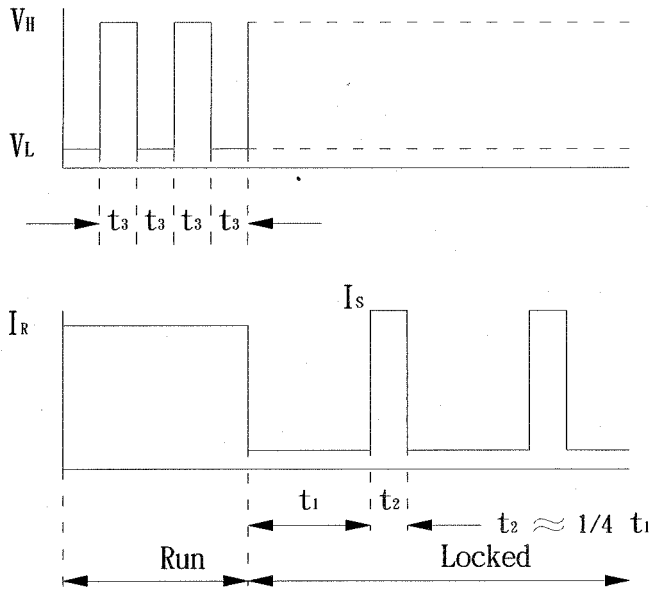 VH
VL
t3 t3 t3 t3
IR
IS
t1 t2
t2 ≈ 1/4 t1
Run Locked